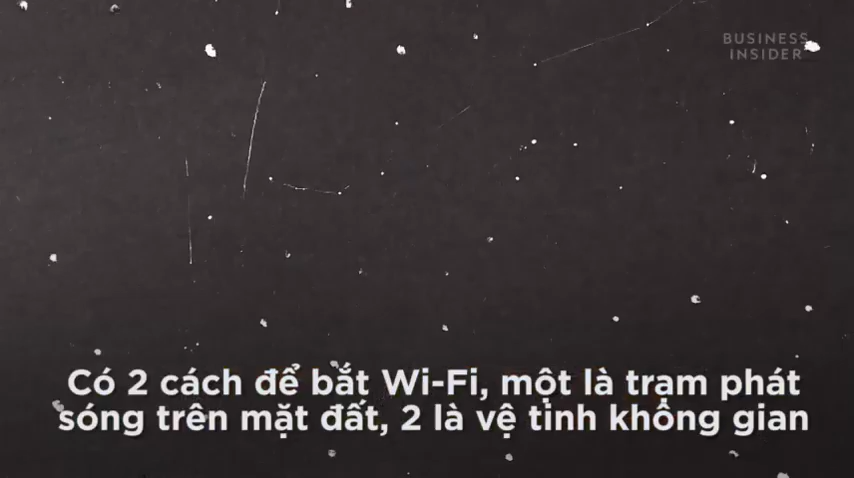 BUSINESS
INSIDER
Có 2 cách để bắt Wi-Fi, một là trạm phát
sóng trên mặt đất, 2 là vệ tinh không gian